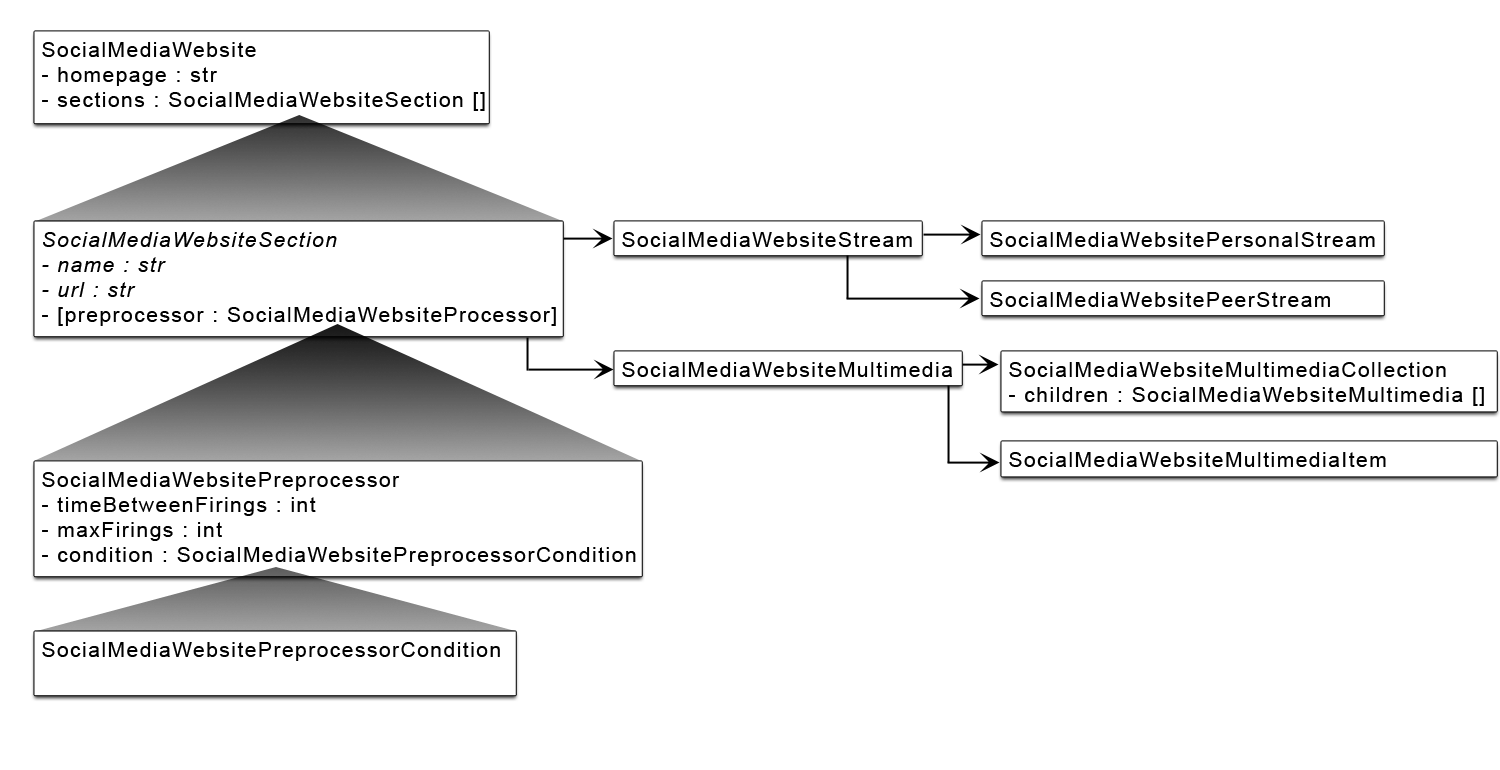 SocialMediaWebsite
- homepage : str
- sections : SocialMediaWebsiteSection []
SocialMediaWebsiteSection
- name : str
- url : str
- [preprocessor : SocialMediaWebsiteProcessor]
SocialMediaWebsiteStream
SocialMediaWebsitePersonalStream
SocialMediaWebsitePeerStream
SocialMediaWebsiteMultimedia
SocialMediaWebsiteMultimediaCollection
- children : SocialMediaWebsiteMultimedia []
SocialMediaWebsiteMultimediaItem
SocialMediaWebsitePreprocessor
- timeBetweenFirings : int
- maxFirings : int
- condition : SocialMediaWebsitePreprocessorCondition
SocialMediaWebsitePreprocessorCondition